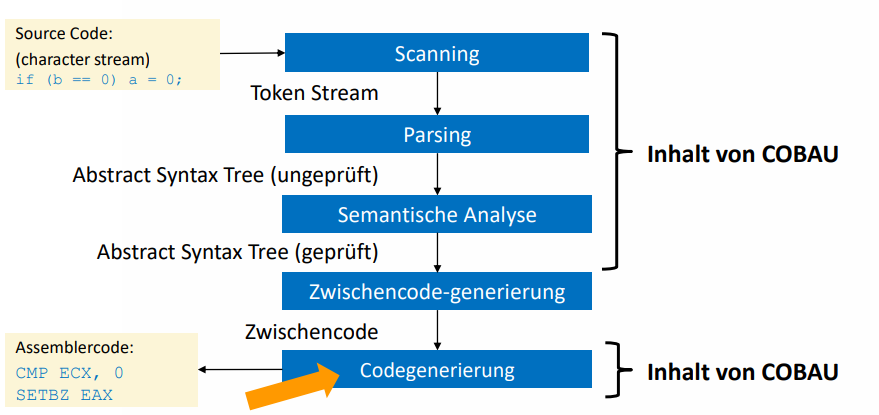 Source Code:
(character stream)
if (b == 0) a = 0;
Scanning
Token Stream
Parsing
Inhalt von COBAU
Abstract Syntax Tree (ungeprüft)
Semantische Analyse
Abstract Syntax Tree (geprüft)
Zwischencode-generierung
Zwischencode
Assemblercode:
CMP ECX, 0
SETBZ EAX
Codegenerierung
Inhalt von COBAU